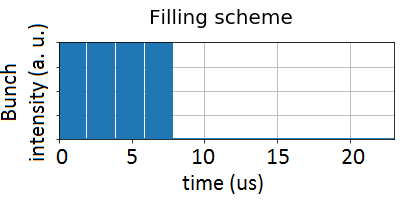 Filling scheme
Bunch
intensity (a. u.)
0 5 10 15 20
time (us)